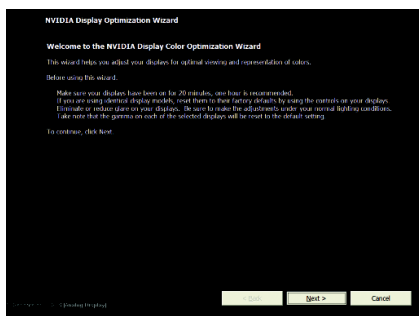 NVIDIA Display Optimization Wizard
Welcome to the NVIDIA Display Color Optimization Wizard
This wizard helps you adjust your displays for optimal viewing and representation of colors.
Before using this wizard:
Make sure your displays have been on for 20 minutes, one hour is recommended.
If you are using identical display models, reset them to their factory defaults by using the controls on your displays.
Eliminate or reduce glare on your displays. Be sure to make the adjustments under your normal lighting conditions.
Take note that the gamma on each of the selected displays will be reset to the default setting.
To continue, click Next.
< Back
Next >
Cancel
(Analog Display)